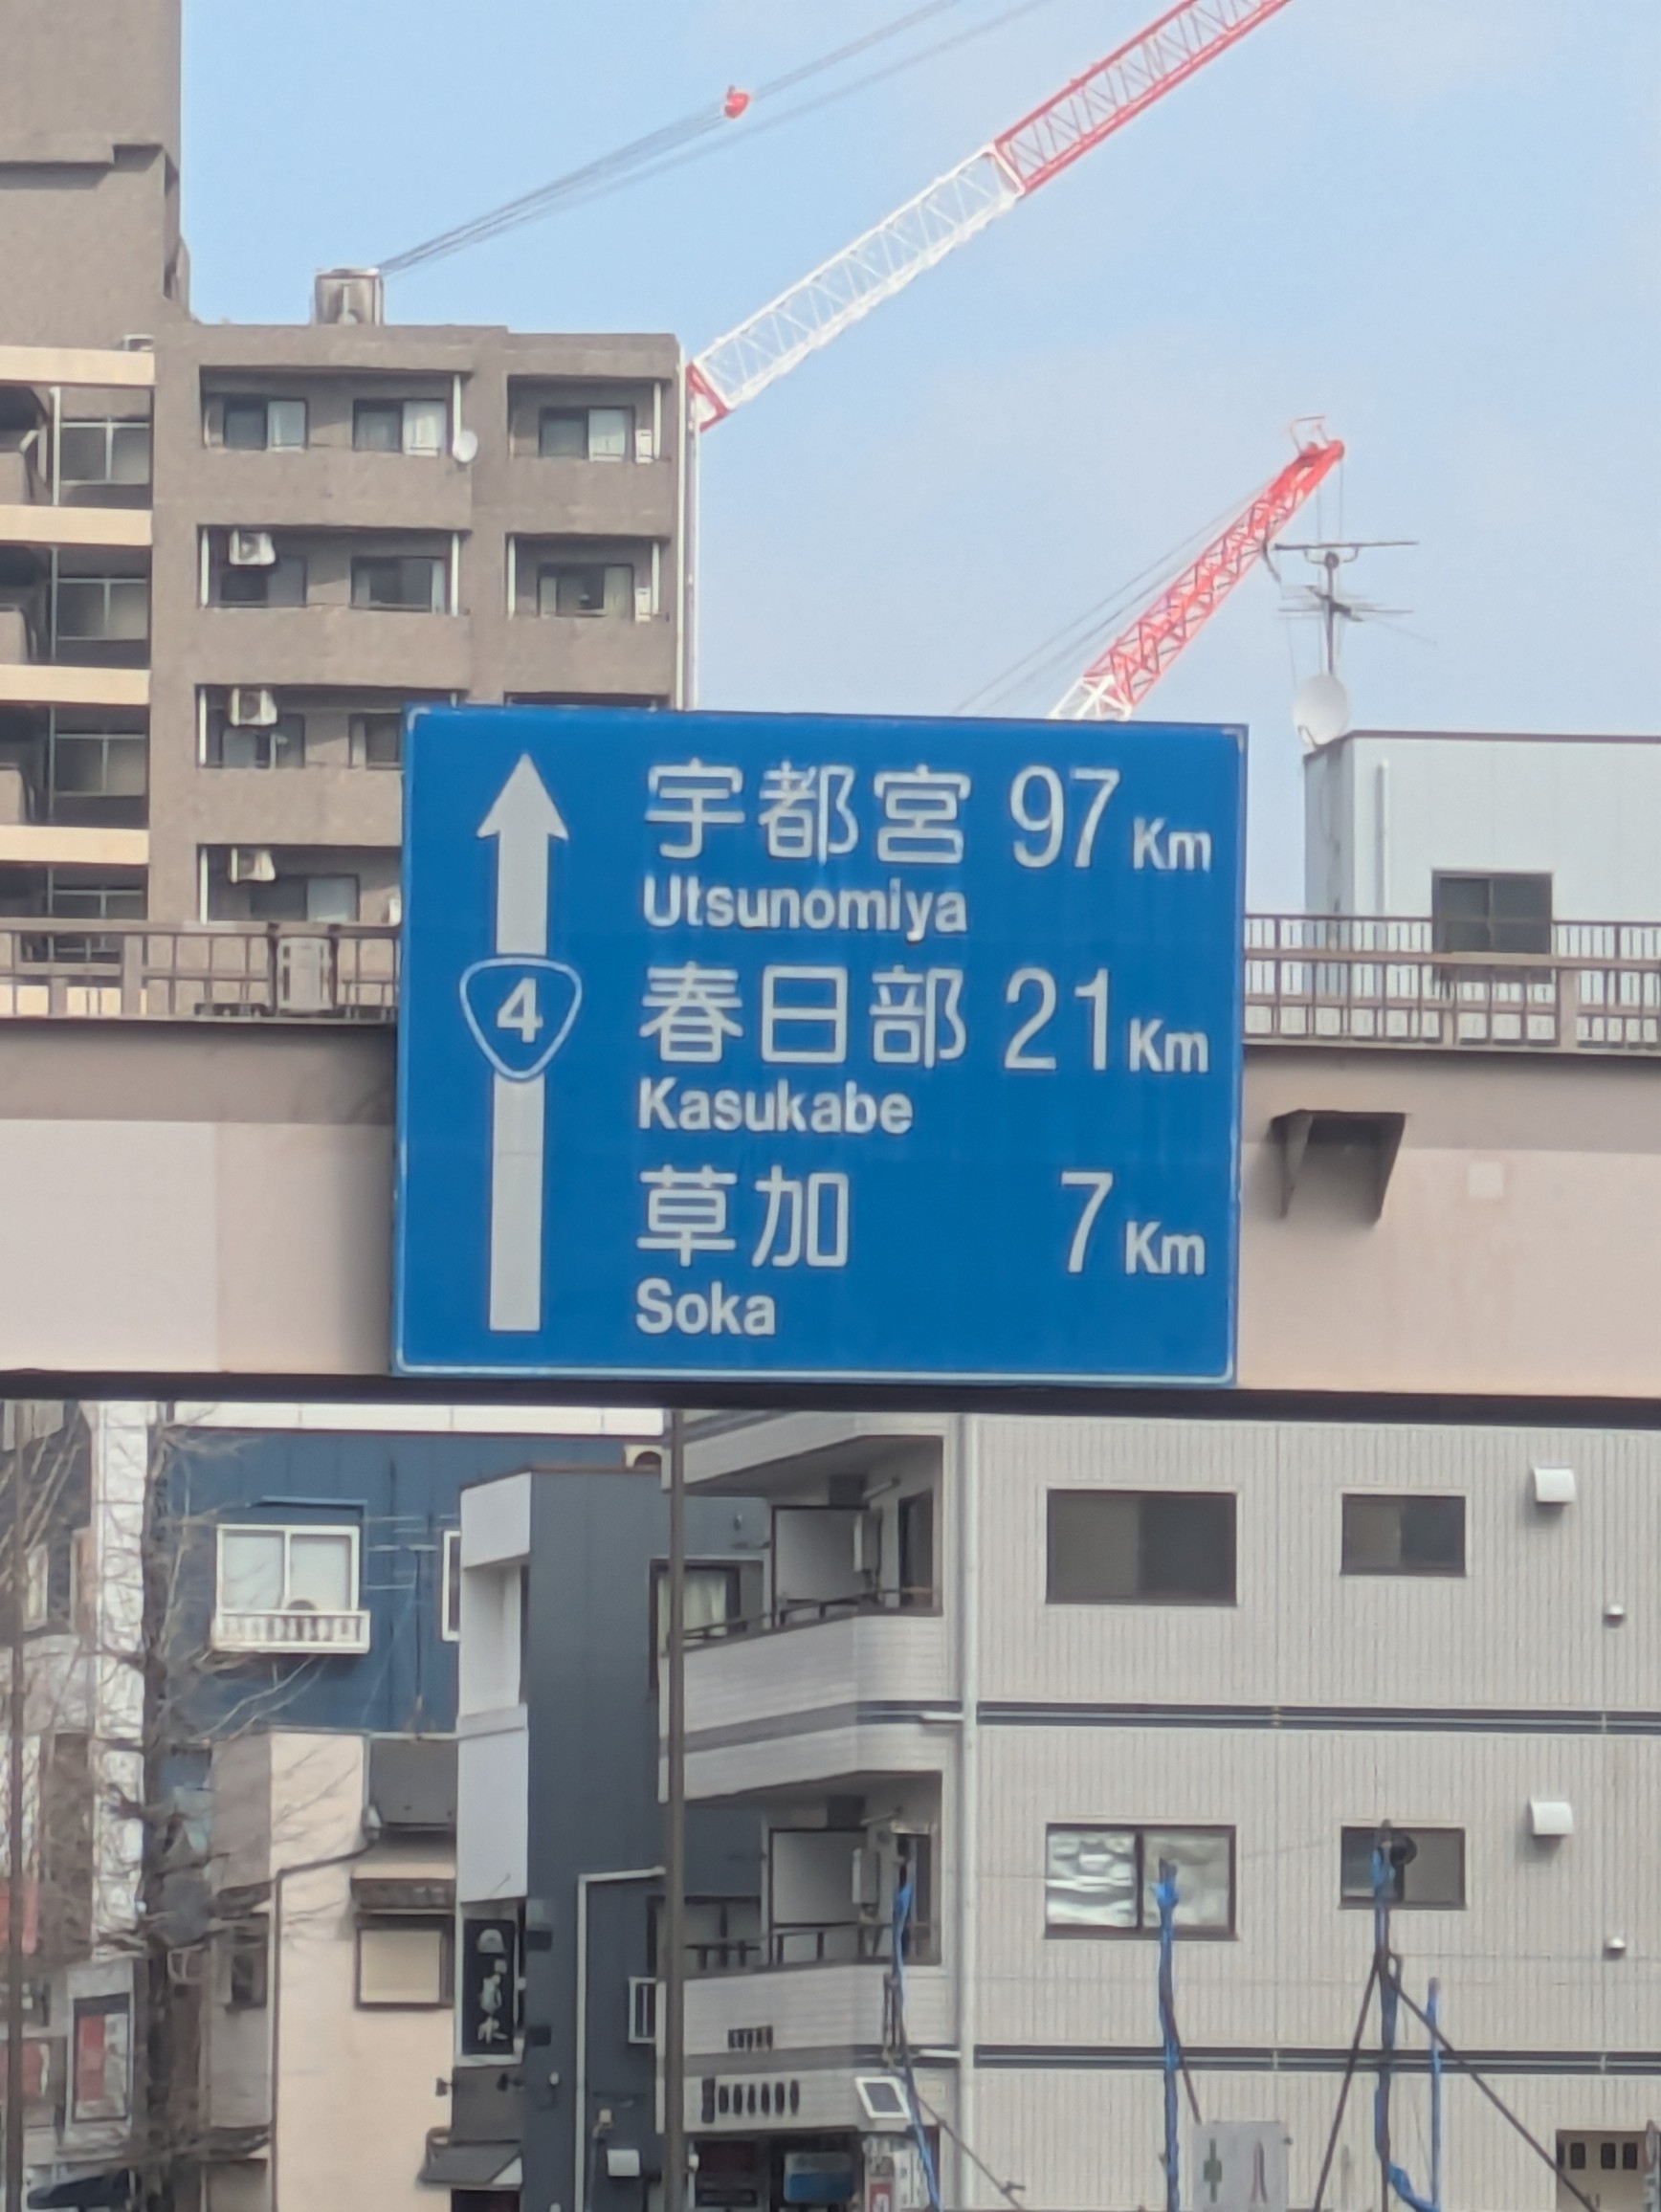 宇都宮 97 Km
Utsunomiya
4
春日部 21 Km
Kasukabe
草加 7 Km
Soka